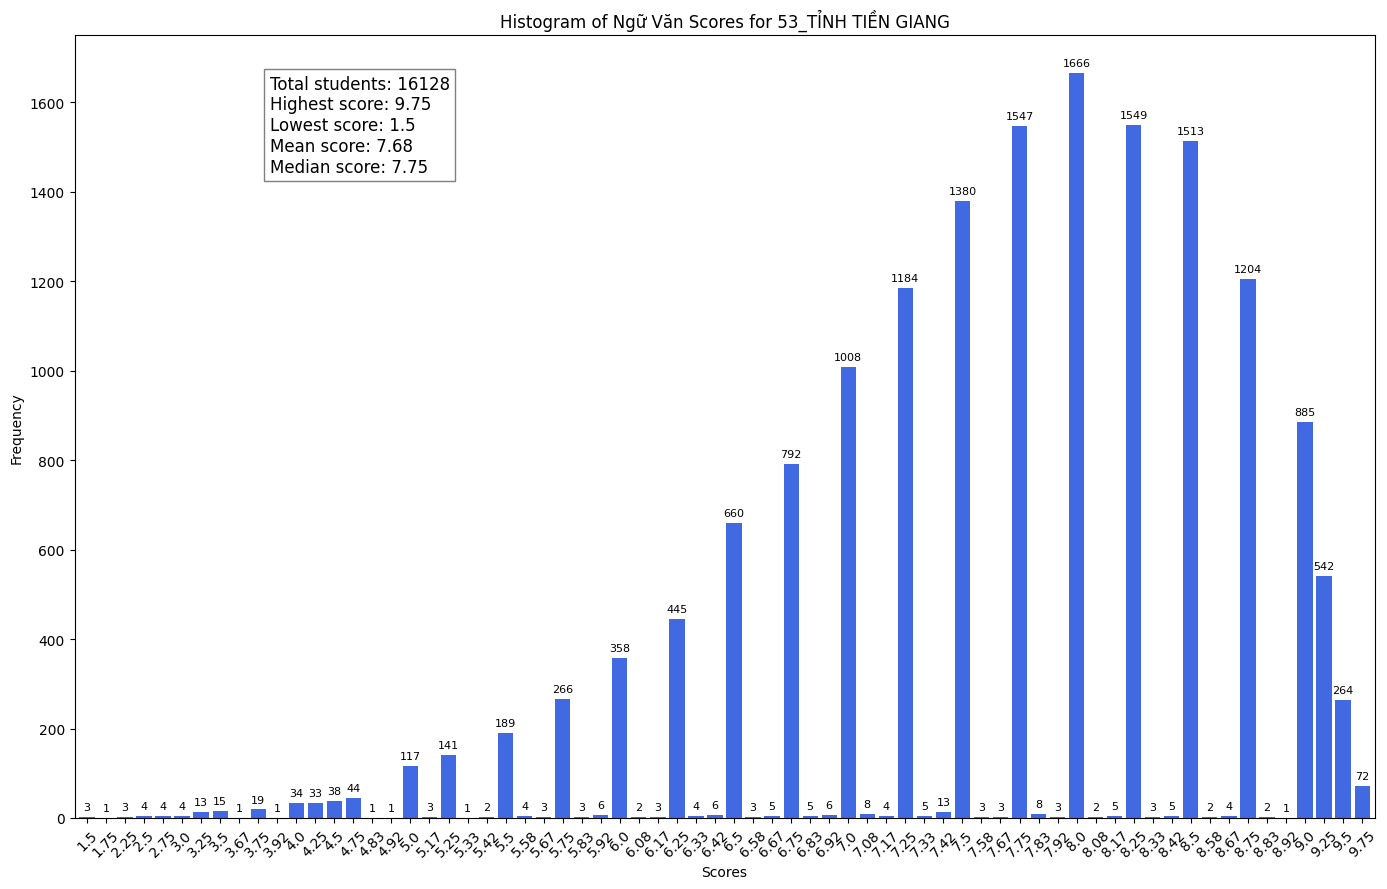 Histogram of Ngữ Văn Scores for 53_TỈNH TIỀN GIANG
Total students: 16128
Highest score: 9.75
Lowest score: 1.5
Mean score: 7.68
Median score: 7.75
Frequency
1600
1400
1200
1000
800
600
400
200
0
3 1 3 4 4 4 13 15 1 19 1 34 33 38 44 1 1 117 3 141 1 2 189 4 3 266 3 6 358 2 3 445 4 6 660 3 5 792 5 6 1008 8 4 1184 5 13 1380 3 3 1547 8 3 1666 2 5 1549 3 5 1513 2 4 1204 2 1 885 542 264 72
1.5 1.75 2.25 2.5 2.75 3.0 3.25 3.5 3.67 3.75 3.92 4.0 4.25 4.5 4.75 4.83 4.92 5.0 5.17 5.25 5.33 5.42 5.5 5.58 5.67 5.75 5.83 5.92 6.0 6.08 6.17 6.25 6.33 6.42 6.5 6.58 6.67 6.75 6.83 6.92 7.0 7.08 7.17 7.25 7.33 7.42 7.5 7.58 7.67 7.75 7.83 7.92 8.0 8.08 8.17 8.25 8.33 8.42 8.5 8.58 8.67 8.75 8.83 8.92 9.0 9.25 9.5 9.75
Scores